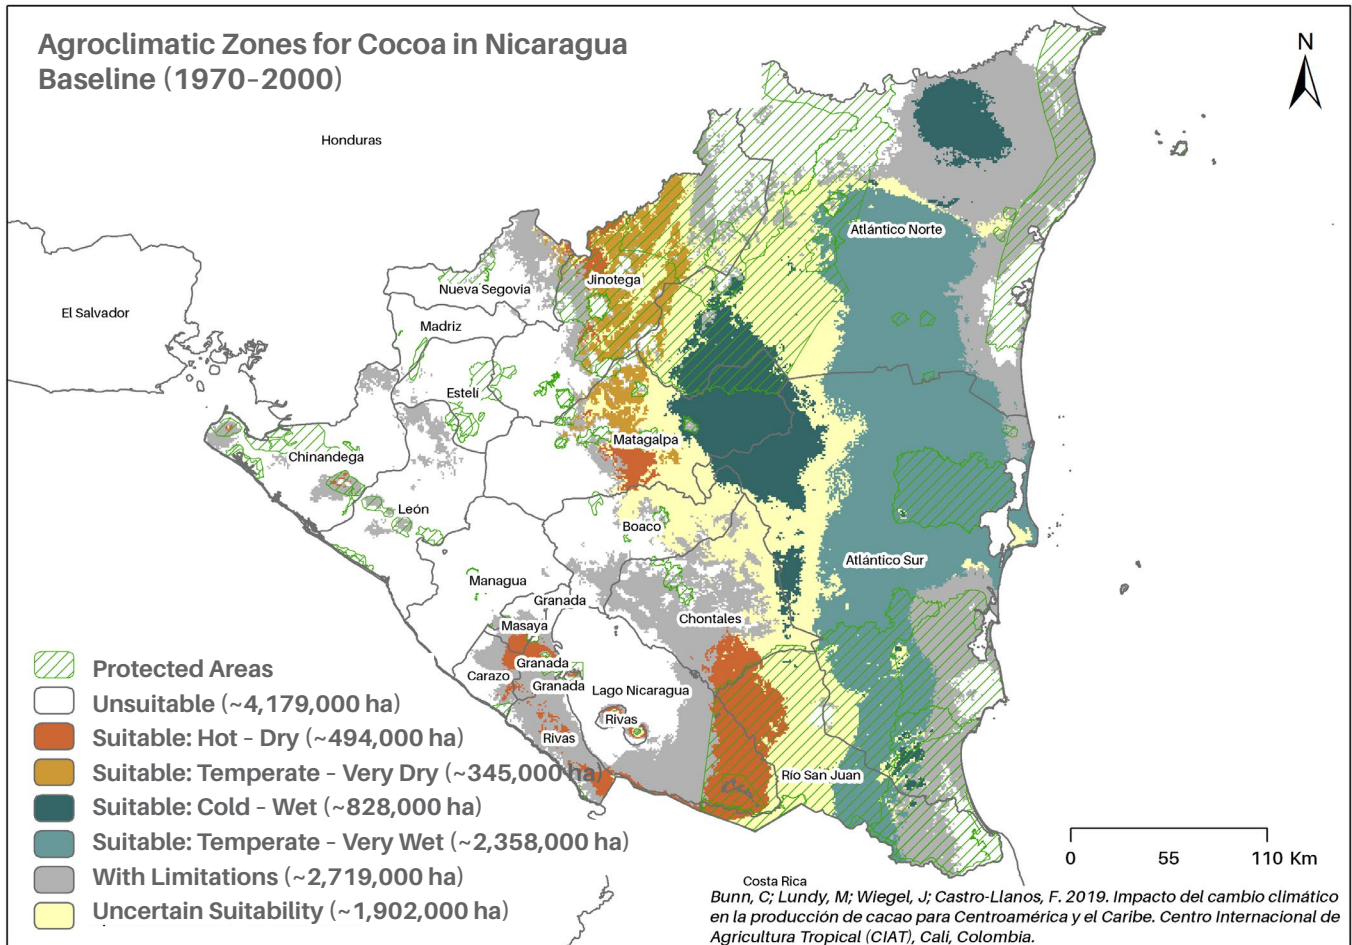 Agroclimatic Zones for Cocoa in Nicaragua
Baseline (1970–2000)
N
Honduras
Atlántico Norte
Jinotega
Nueva Segovia
El Salvador
Madriz
Estelí
Matagalpa
Chinandega
León
Boaco
Atlántico Sur
Managua
Granada
Chontales
Masaya
Granada
Carazo
Granada
Lago Nicaragua
Rivas
Rivas
Río San Juan
Protected Areas
Unsuitable (~4,179,000 ha)
Suitable: Hot – Dry (~494,000 ha)
Suitable: Temperate – Very Dry (~345,000 ha)
Suitable: Cold – Wet (~828,000 ha)
Suitable: Temperate – Very Wet (~2,358,000 ha)
With Limitations (~2,719,000 ha)
Uncertain Suitability (~1,902,000 ha)
0 55 110 Km
Costa Rica
Bunn, C; Lundy, M; Wiegel, J; Castro-Llanos, F. 2019. Impacto del cambio climático
en la producción de cacao para Centroamérica y el Caribe. Centro Internacional de
Agricultura Tropical (CIAT), Cali, Colombia.